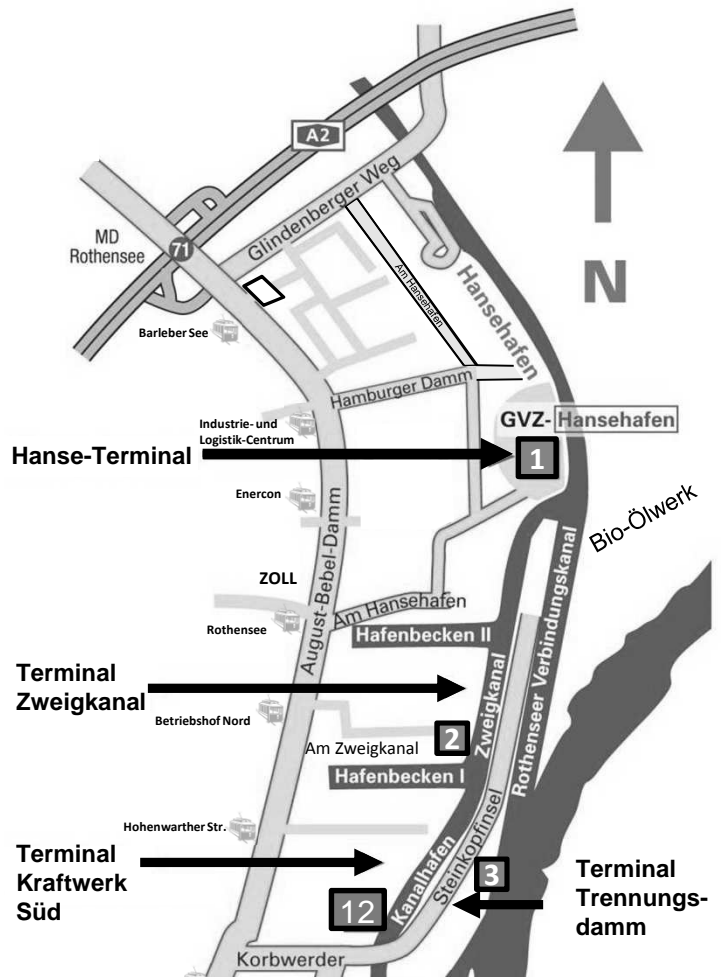 A2
Glindenberger Weg
MD
Rothensee
71
Am Hansehafen
Hansehafen
N
Barleber See
Hamburger Damm
Industrie- und
Logistik-Centrum
GVZ- Hansehafen
Hanse-Terminal
1
Enercon
Bio-Ölwerk
August-Bebel-Damm
ZOLL
Am Hansehafen
Rothensee
Hafenbecken II
Rothenseer Verbindungskanal
Terminal
Zweigkanal
Zweigkanal
Betriebshof Nord
2
Am Zweigkanal
Hafenbecken I
Hohenwarther Str.
Steinkopfinsel
Terminal
Kraftwerk
Süd
Kanalhafen
3
Terminal
Trennungs-
damm
12
Korbwerder